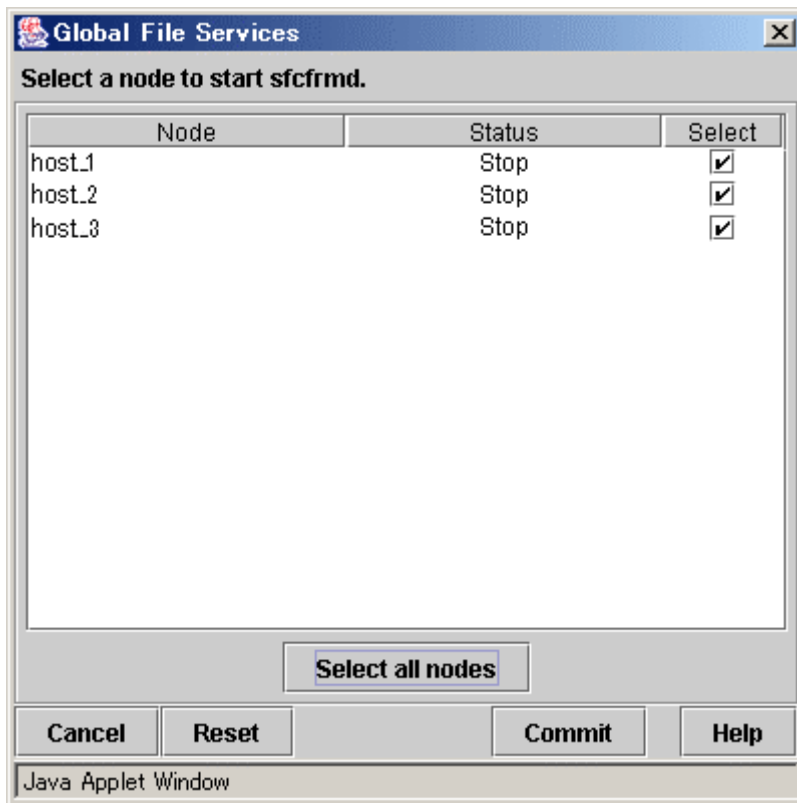 Global File Services
Select a node to start sfcfrmd.
Node Status Select
host_1 Stop
host_2 Stop
host_3 Stop
Select all nodes
Cancel Reset Commit Help
Java Applet Window